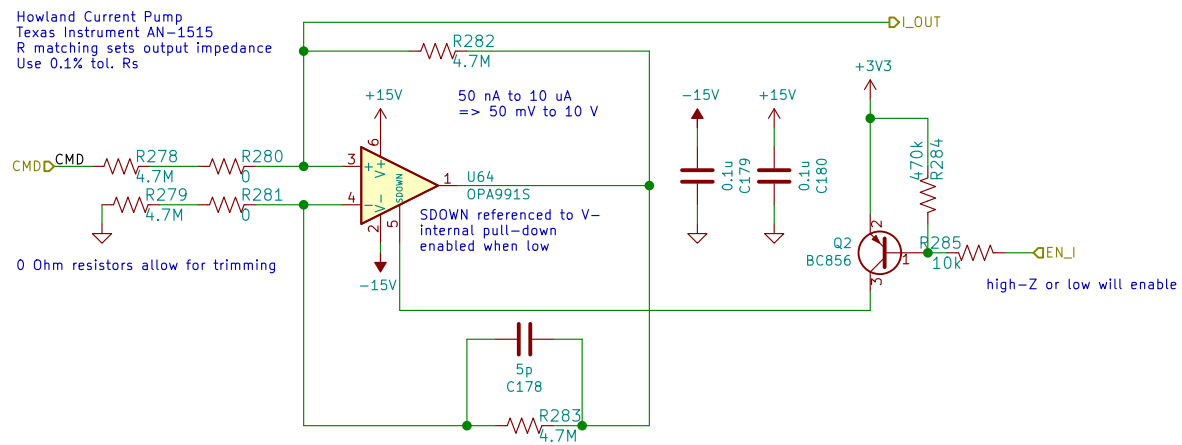 Howland Current Pump
Texas Instrument AN-1515
R matching sets output impedance
Use 0.1% tol. Rs
I_OUT
R282
4.7M
50 nA to 10 uA
=> 50 mV to 10 V
+15V
-15V
+15V
+3V3
CMD
CMD
R278
4.7M
R280
0
R279
4.7M
R281
0
3
4
6
2
5
1
+
-
V+
V-
SDOWN
U64
OPA991S
SDOWN referenced to V-
internal pull-down
enabled when low
0.1u
C179
0.1u
C180
470k
R284
Q2
BC856
2
1
3
R285
10k
EN_I
high-Z or low will enable
0 Ohm resistors allow for trimming
-15V
5p
C178
R283
4.7M